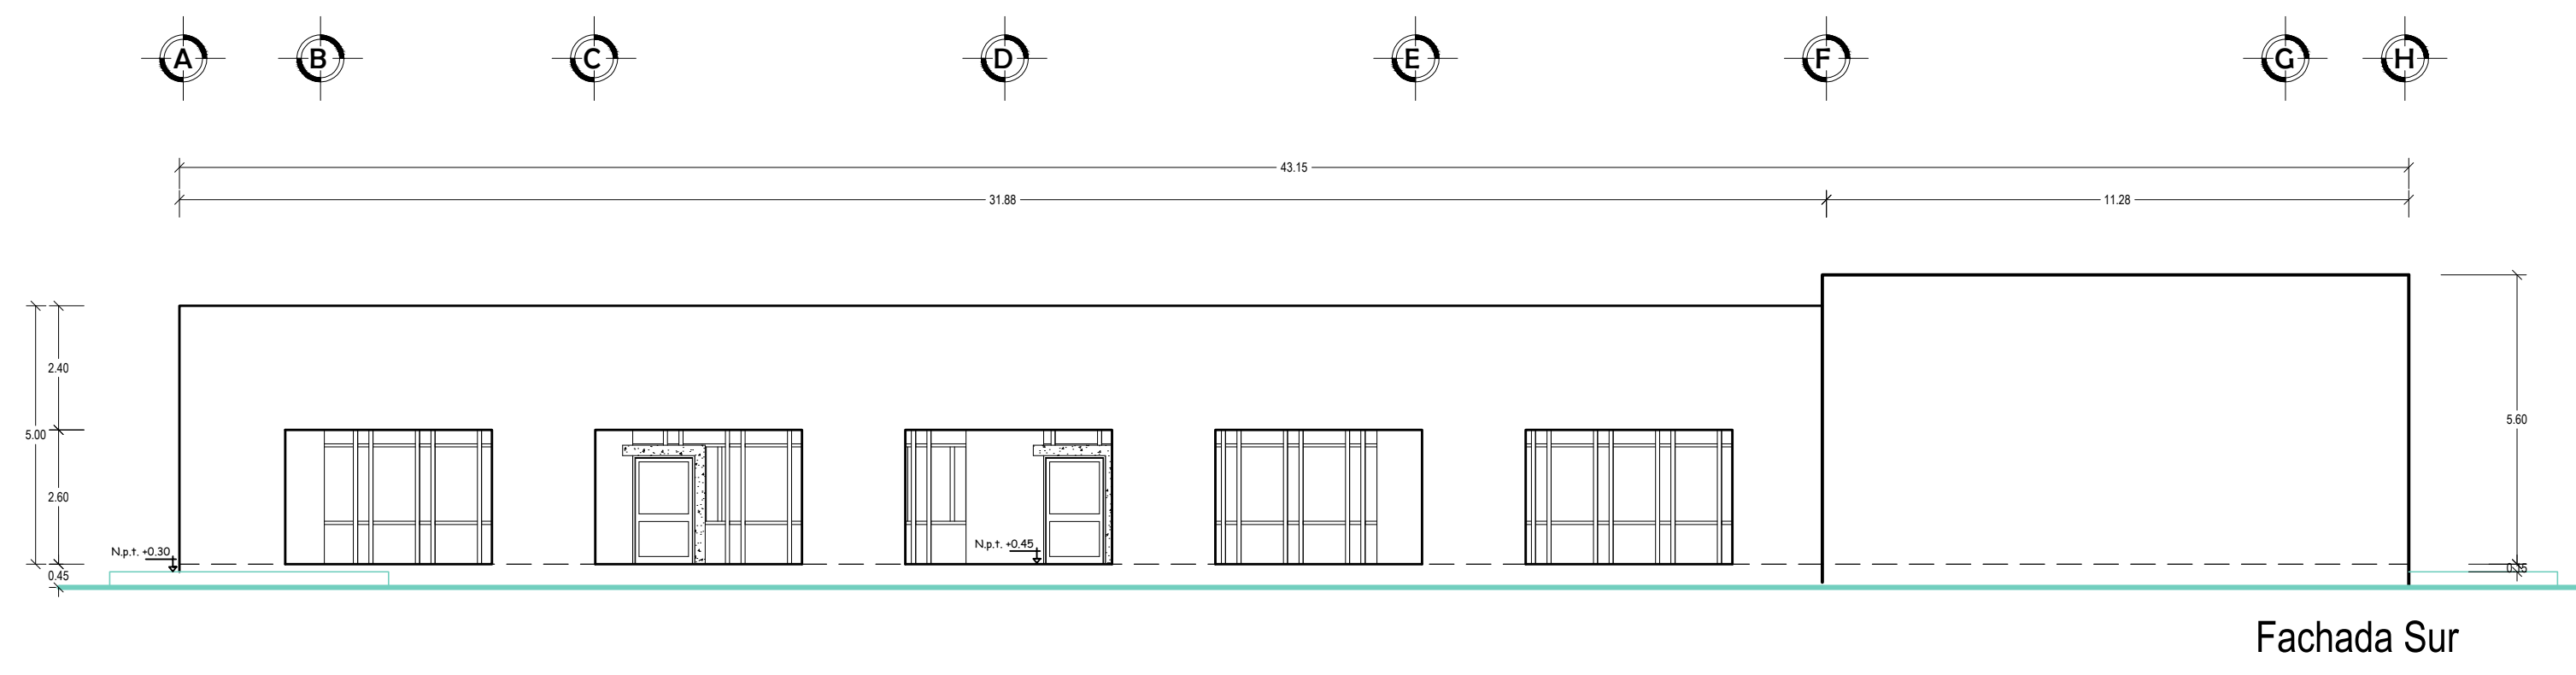 A B C D E F G H
43.15
31.88 11.28
2.40
5.60
5.00
2.60
N.p.t. +0.45
N.p.t. +0.30
0.45
Fachada Sur